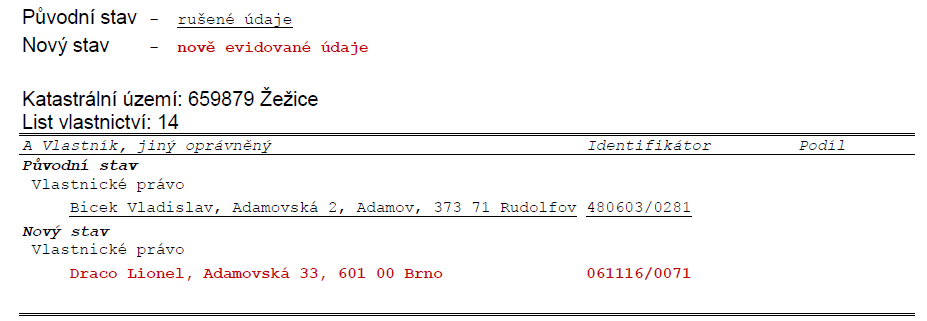 Původní stav – rušené údaje
Nový stav – nově evidované údaje
Katastrální území: 659879 Žežice
List vlastnictví: 14
A Vlastník, jiný oprávněný Identifikátor Podíl
Původní stav
Vlastnické právo
Bicek Vladislav, Adamovská 2, Adamov, 373 71 Rudolfov 480603/0281
Nový stav
Vlastnické právo
Draco Lionel, Adamovská 33, 601 00 Brno 061116/0071